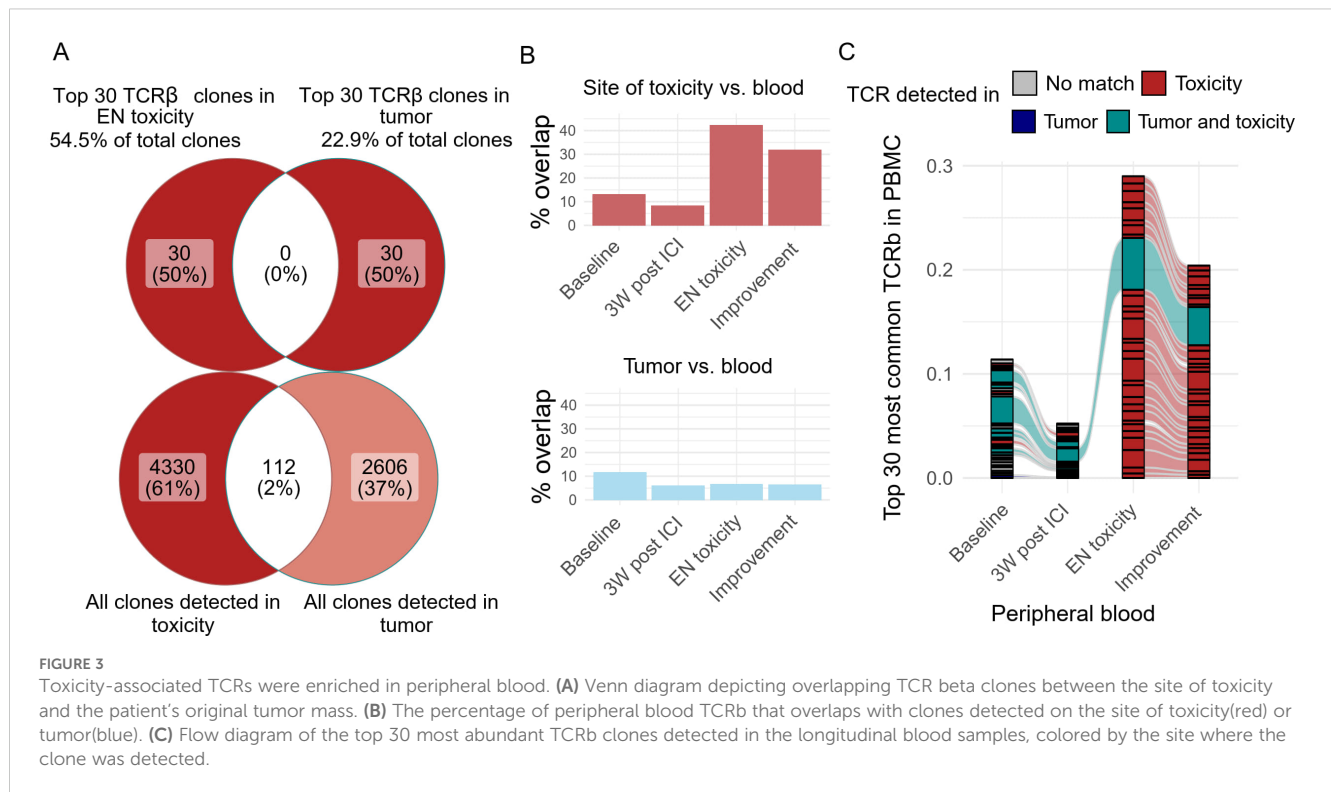 A
Top 30 TCRβ clones in
EN toxicity
54.5% of total clones
Top 30 TCRβ clones in
tumor
22.9% of total clones
30
(50%)
0
(0%)
30
(50%)
4330
(61%)
112
(2%)
2606
(37%)
All clones detected in
toxicity
All clones detected in
tumor
B
Site of toxicity vs. blood
% overlap
40
30
20
10
0
Baseline
3W post ICI
EN toxicity
Improvement
Tumor vs. blood
% overlap
40
30
20
10
0
Baseline
3W post ICI
EN toxicity
Improvement
C
TCR detected in
No match
Toxicity
Tumor
Tumor and toxicity
Top 30 most common TCRb in PBMC
0.3
0.2
0.1
0.0
Baseline
3W post ICI
EN toxicity
Improvement
Peripheral blood
FIGURE 3
Toxicity-associated TCRs were enriched in peripheral blood. (A) Venn diagram depicting overlapping TCR beta clones between the site of toxicity
and the patient's original tumor mass. (B) The percentage of peripheral blood TCRb that overlaps with clones detected on the site of toxicity(red) or
tumor(blue). (C) Flow diagram of the top 30 most abundant TCRb clones detected in the longitudinal blood samples, colored by the site where the
clone was detected.